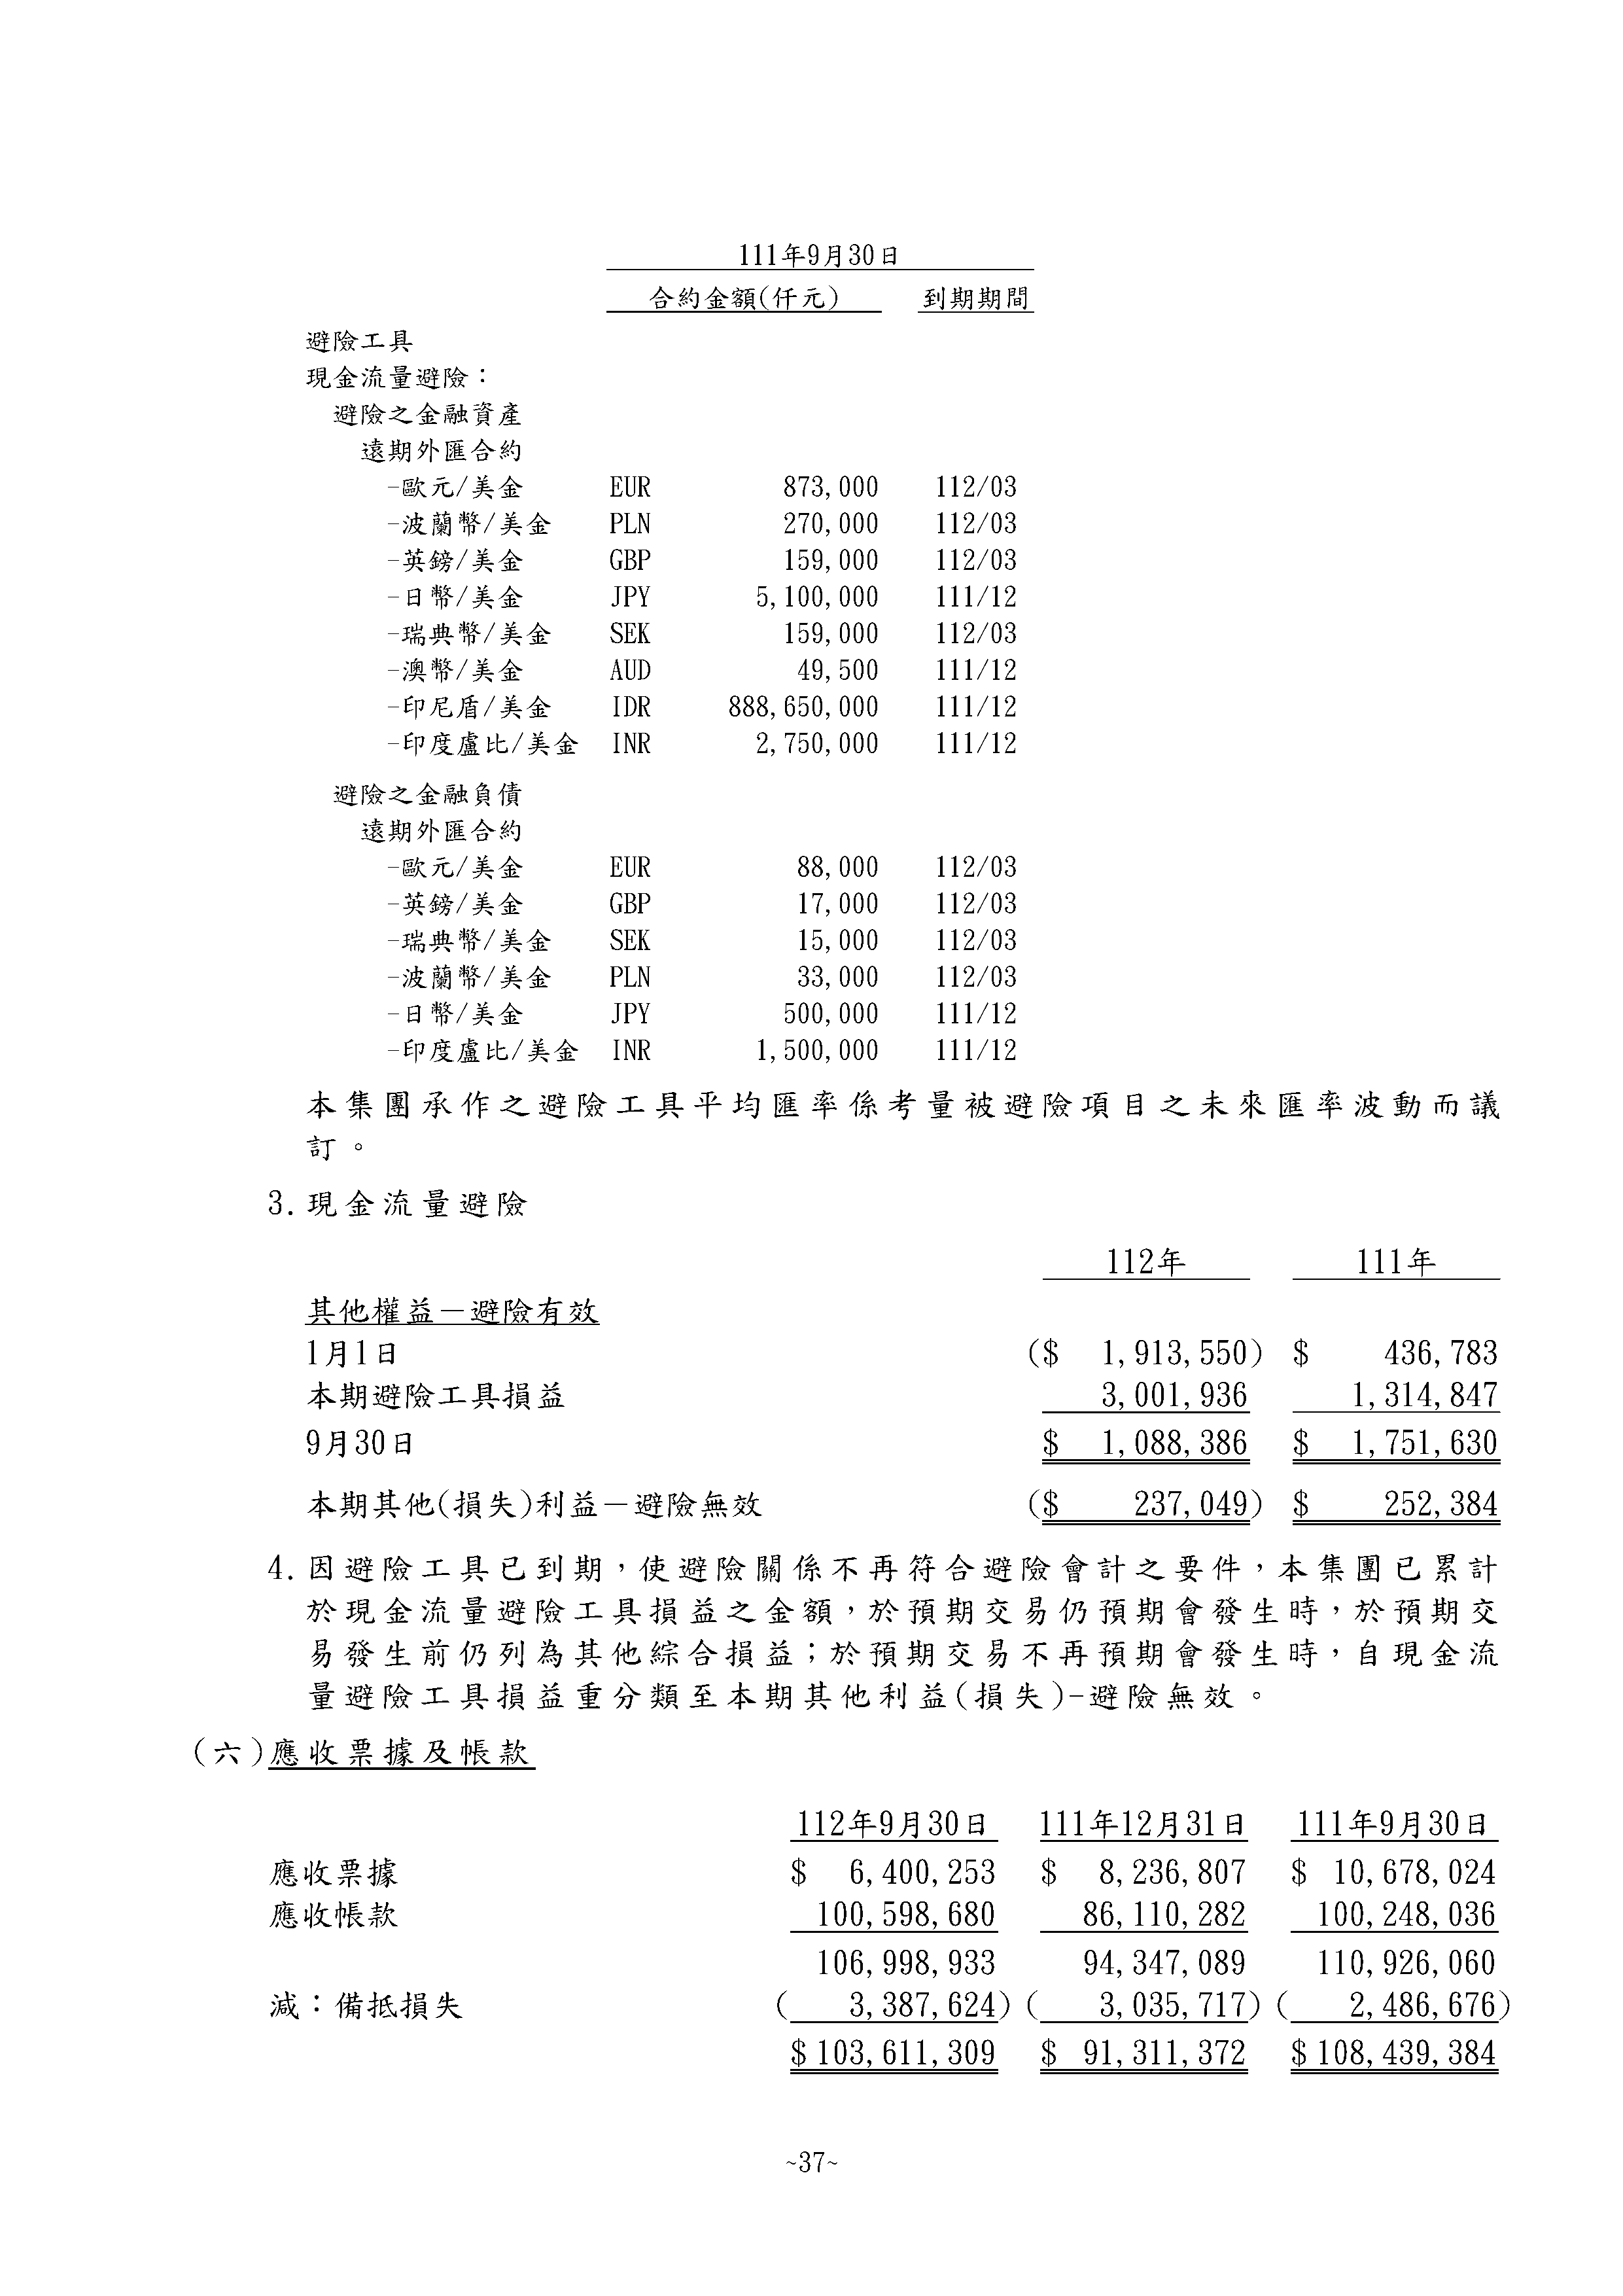 111年9月30日
合約金額(仟元) 到期期間
避險工具
現金流量避險：
避險之金融資產
遠期外匯合約
-歐元/美金 EUR 873,000 112/03
-波蘭幣/美金 PLN 270,000 112/03
-英鎊/美金 GBP 159,000 112/03
-日幣/美金 JPY 5,100,000 111/12
-瑞典幣/美金 SEK 159,000 112/03
-澳幣/美金 AUD 49,500 111/12
-印尼盾/美金 IDR 888,650,000 111/12
-印度盧比/美金 INR 2,750,000 111/12
避險之金融負債
遠期外匯合約
-歐元/美金 EUR 88,000 112/03
-英鎊/美金 GBP 17,000 112/03
-瑞典幣/美金 SEK 15,000 112/03
-波蘭幣/美金 PLN 33,000 112/03
-日幣/美金 JPY 500,000 111/12
-印度盧比/美金 INR 1,500,000 111/12
本集團承作之避險工具平均匯率係考量被避險項目之未來匯率波動而議
訂。
3.現金流量避險
112年 111年
其他權益－避險有效
1月1日 ($ 1,913,550) $ 436,783
本期避險工具損益 3,001,936 1,314,847
9月30日 $ 1,088,386 $ 1,751,630
本期其他(損失)利益－避險無效 ($ 237,049) $ 252,384
4.因避險工具已到期，使避險關係不再符合避險會計之要件，本集團已累計
於現金流量避險工具損益之金額，於預期交易仍預期會發生時，於預期交
易發生前仍列為其他綜合損益；於預期交易不再預期會發生時，自現金流
量避險工具損益重分類至本期其他利益(損失)-避險無效。
(六)應收票據及帳款
112年9月30日 111年12月31日 111年9月30日
應收票據 $ 6,400,253 $ 8,236,807 $ 10,678,024
應收帳款 100,598,680 86,110,282 100,248,036
106,998,933 94,347,089 110,926,060
減：備抵損失 ( 3,387,624) ( 3,035,717) ( 2,486,676)
$ 103,611,309 $ 91,311,372 $ 108,439,384
~37~